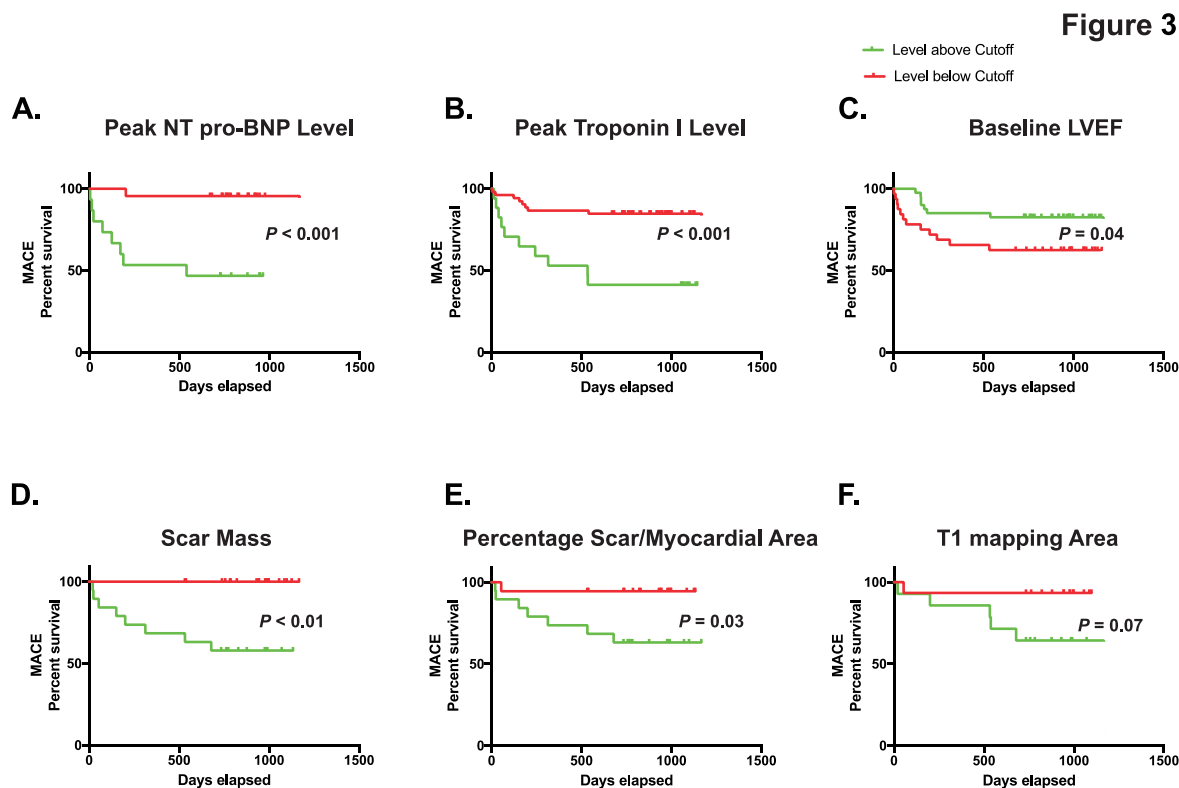 Figure 3
Level above Cutoff
Level below Cutoff
A.
Peak NT pro-BNP Level
MACE
Percent survival
100
50
0
P < 0.001
0 500 1000 1500
Days elapsed
B.
Peak Troponin I Level
MACE
Percent survival
100
50
0
P < 0.001
0 500 1000 1500
Days elapsed
C.
Baseline LVEF
MACE
Percent survival
100
50
0
P = 0.04
0 500 1000 1500
Days elapsed
D.
Scar Mass
MACE
Percent survival
100
50
0
P < 0.01
0 500 1000 1500
Days elapsed
E.
Percentage Scar/Myocardial Area
MACE
Percent survival
100
50
0
P = 0.03
0 500 1000 1500
Days elapsed
F.
T1 mapping Area
MACE
Percent survival
100
50
0
P = 0.07
0 500 1000 1500
Days elapsed